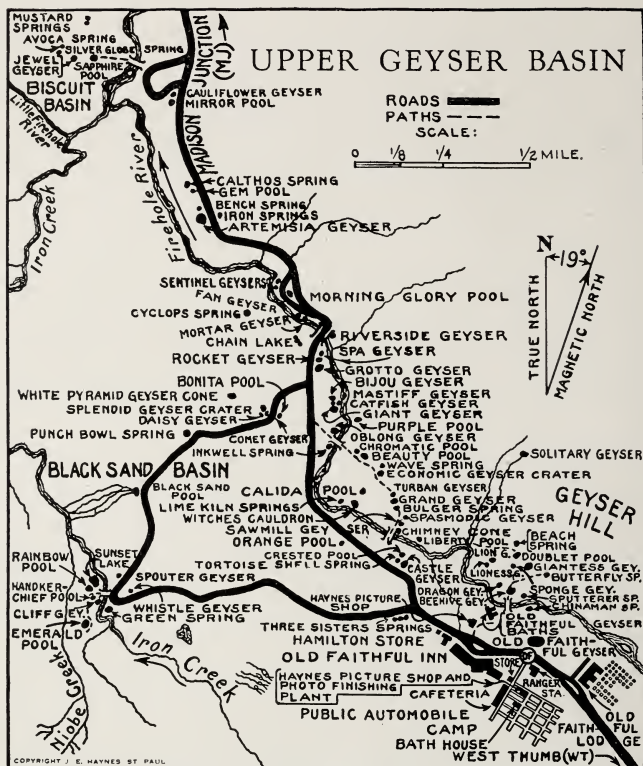 UPPER GEYSER BASIN
ROADS
PATHS
SCALE:
0 1/8 1/4 1/2 MILE.
N
19°
TRUE NORTH
MAGNETIC NORTH
MUSTARD
SPRINGS
AVOCA SPRING
SILVER GLOBE SPRING
JEWEL
GEYSER
SAPPHIRE
POOL
BISCUIT
BASIN
Little Firehole
River
Iron Creek
Firehole River
MADISON JUNCTION
(MJ)
CAULIFLOWER GEYSER
MIRROR POOL
CALTHOS SPRING
GEM POOL
BENCH SPRING
IRON SPRINGS
ARTEMISIA GEYSER
SENTINEL GEYSERS
FAN GEYSER
MORNING GLORY POOL
CYCLOPS SPRING
MORTAR GEYSER
CHAIN LAKE
RIVERSIDE GEYSER
ROCKET GEYSER
SPA GEYSER
GROTTO GEYSER
BONITA POOL
BIJOU GEYSER
MASTIFF GEYSER
WHITE PYRAMID GEYSER CONE
CATFISH GEYSER
SPLENDID GEYSER CRATER
GIANT GEYSER
DAISY GEYSER
PURPLE POOL
PUNCH BOWL SPRING
COMET GEYSER
OBLONG GEYSER
INKWELL SPRING
CHROMATIC POOL
BEAUTY POOL
WAVE SPRING
ECONOMIC GEYSER CRATER
SOLITARY GEYSER
BLACK SAND BASIN
BLACK SAND
POOL
TURBAN GEYSER
GRAND GEYSER
BULGER SPRING
SPASMODIC GEYSER
GEYSER
HILL
CALIDA POOL
LIME KILN SPRINGS
WITCHES CAULDRON
SAWMILL GEYSER
ORANGE POOL
CHIMNEY CONE
LIBERTY POOL
LION G.
BEACH
SPRING
DOUBLET POOL
CRESTED POOL
TORTOISE SHELL SPRING
CASTLE
GEYSER
LIONESS G.
GIANTESS GEY.
BUTTERFLY SP.
SPONGE GEY.
SPUTTERER SP.
CHINAMAN SP.
DRAGON GEY.
BEEHIVE GEY.
RAINBOW
POOL
SUNSET
LAKE
HANDKER-
CHIEF POOL
SPOUTER GEYSER
CLIFF GEY.
WHISTLE GEYSER
GREEN SPRING
EMERALD
POOL
Iron Creek
Niobe Creek
HAYNES PICTURE
SHOP
THREE SISTERS SPRINGS
HAMILTON STORE
OLD FAITHFUL INN
OLD
FAITHFUL
BATHS
GEYSER
OLD FAITH-
FUL GEYSER
OF
STORE
RANGER
STA.
HAYNES PICTURE SHOP AND
PHOTO FINISHING
PLANT
CAFETERIA
PUBLIC AUTOMOBILE
CAMP
BATH HOUSE
OLD
FAITH-
FUL
LODGE
WEST THUMB (WT)
COPYRIGHT J. E. HAYNES ST PAUL